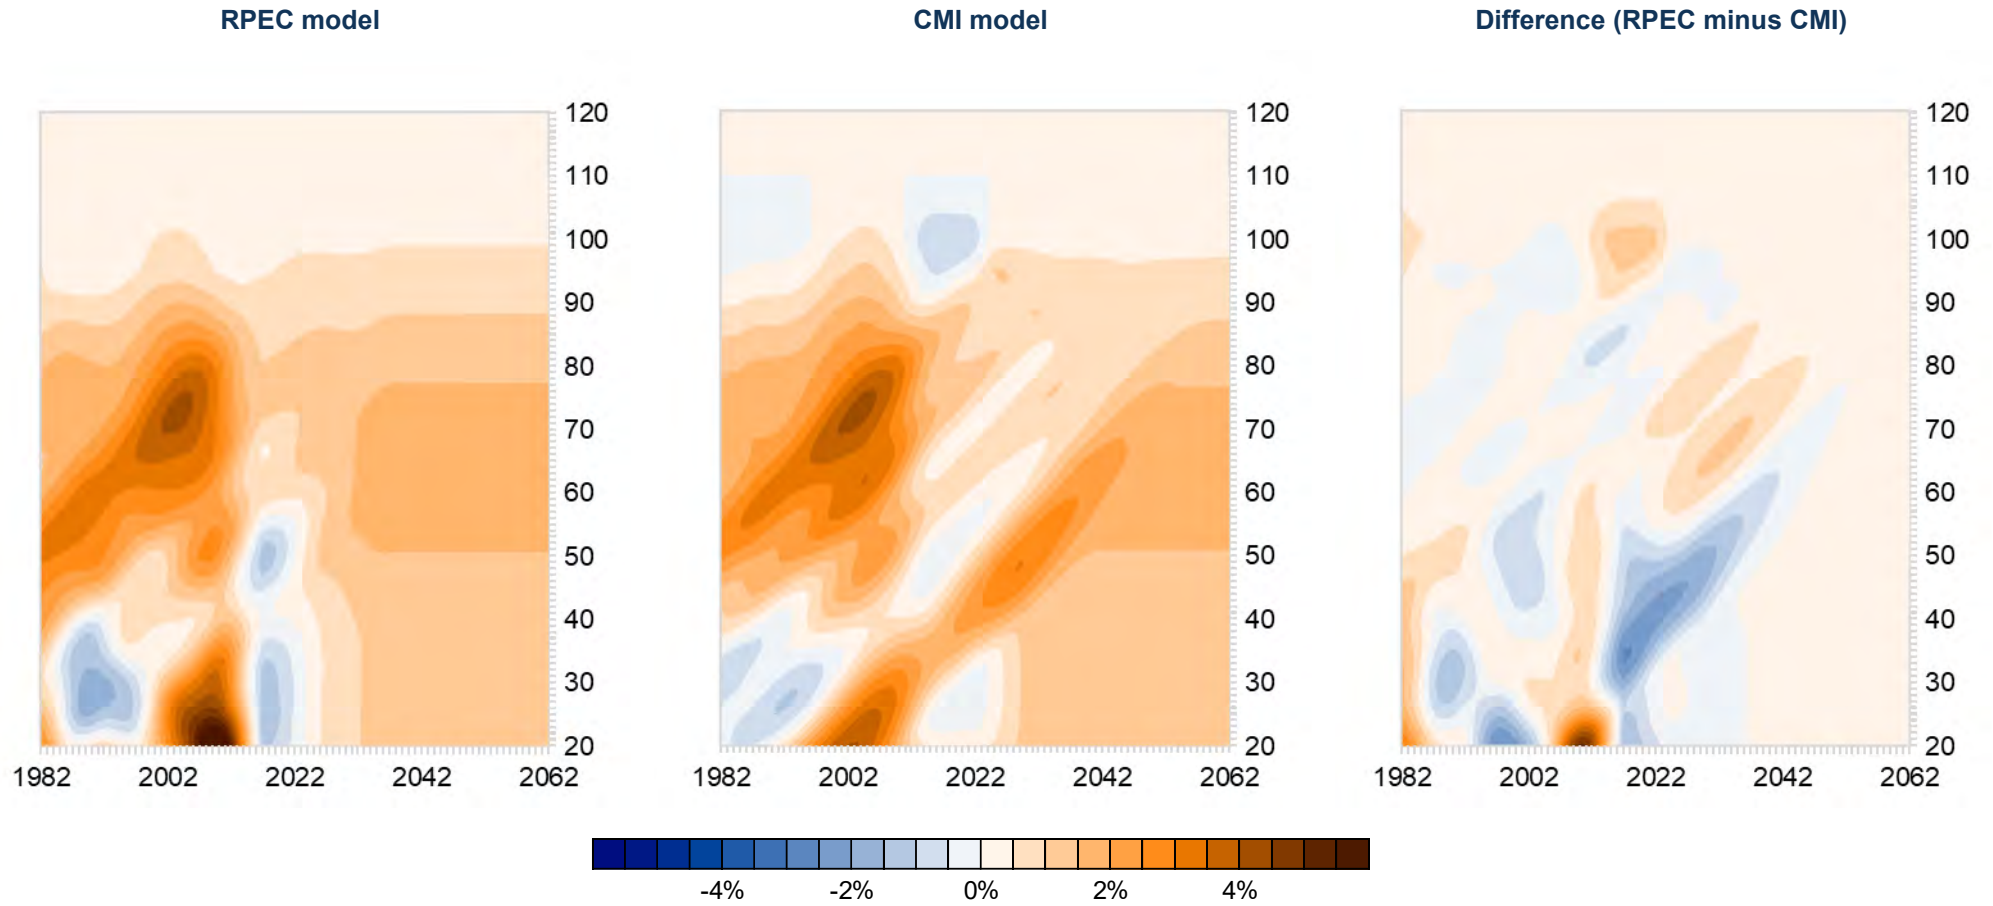 RPEC model
CMI model
Difference (RPEC minus CMI)
120 120 120
110 110 110
100 100 100
90 90 90
80 80 80
70 70 70
60 60 60
50 50 50
40 40 40
30 30 30
20 20 20
1982 2002 2022 2042 2062 1982 2002 2022 2042 2062 1982 2002 2022 2042 2062
-4% -2% 0% 2% 4%